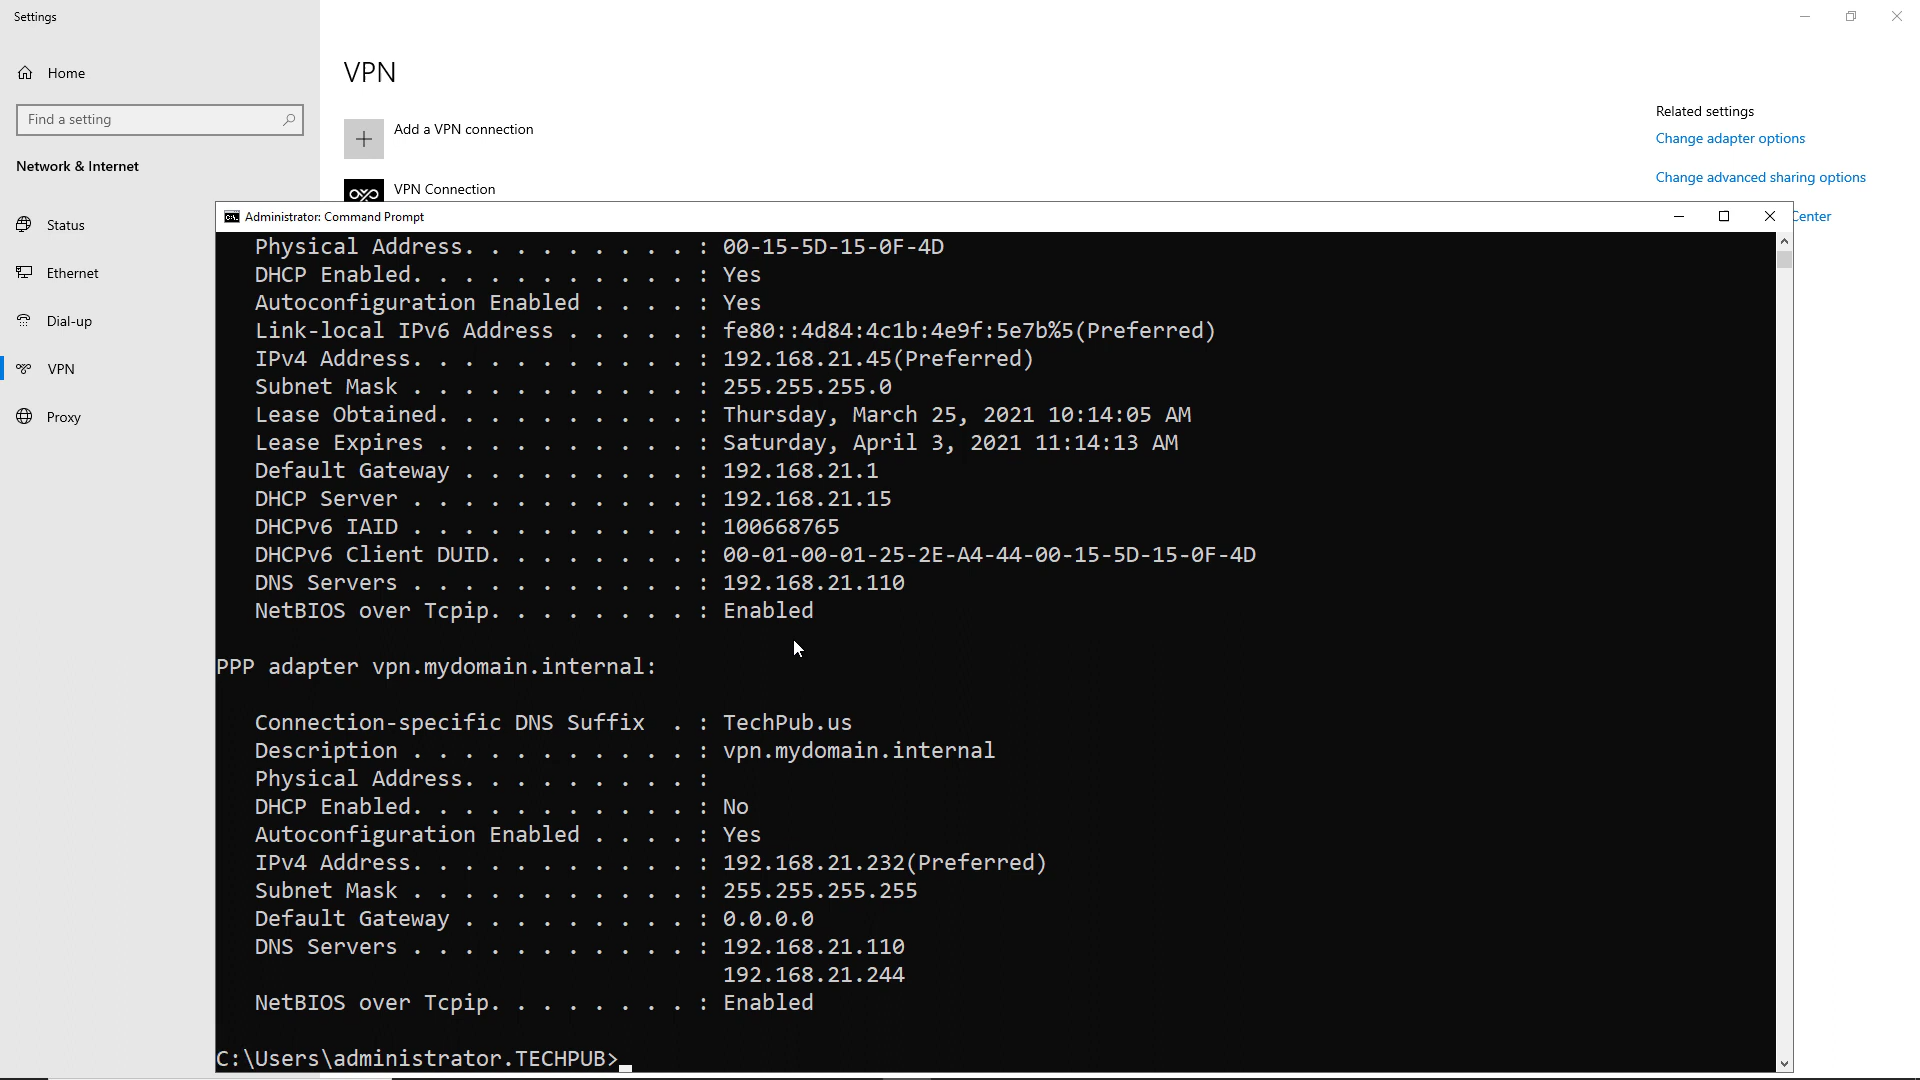 Settings
Home
Find a setting
Network & Internet
Status
Ethernet
Dial-up
VPN
Proxy
VPN
Add a VPN connection
VPN Connection
Related settings
Change adapter options
Change advanced sharing options
Center
Administrator: Command Prompt
Physical Address. . . . . . . . . : 00-15-5D-15-0F-4D
DHCP Enabled. . . . . . . . . . . : Yes
Autoconfiguration Enabled . . . . : Yes
Link-local IPv6 Address . . . . . : fe80::4d84:4c1b:4e9f:5e7b%5(Preferred)
IPv4 Address. . . . . . . . . . . : 192.168.21.45(Preferred)
Subnet Mask . . . . . . . . . . . : 255.255.255.0
Lease Obtained. . . . . . . . . . : Thursday, March 25, 2021 10:14:05 AM
Lease Expires . . . . . . . . . . : Saturday, April 3, 2021 11:14:13 AM
Default Gateway . . . . . . . . . : 192.168.21.1
DHCP Server . . . . . . . . . . . : 192.168.21.15
DHCPv6 IAID . . . . . . . . . . . : 100668765
DHCPv6 Client DUID. . . . . . . . : 00-01-00-01-25-2E-A4-44-00-15-5D-15-0F-4D
DNS Servers . . . . . . . . . . . : 192.168.21.110
NetBIOS over Tcpip. . . . . . . . : Enabled
PPP adapter vpn.mydomain.internal:
Connection-specific DNS Suffix  . : TechPub.us
Description . . . . . . . . . . . : vpn.mydomain.internal
Physical Address. . . . . . . . . :
DHCP Enabled. . . . . . . . . . . : No
Autoconfiguration Enabled . . . . : Yes
IPv4 Address. . . . . . . . . . . : 192.168.21.232(Preferred)
Subnet Mask . . . . . . . . . . . : 255.255.255.255
Default Gateway . . . . . . . . . : 0.0.0.0
DNS Servers . . . . . . . . . . . : 192.168.21.110
192.168.21.244
NetBIOS over Tcpip. . . . . . . . : Enabled
C:\Users\administrator.TECHPUB>